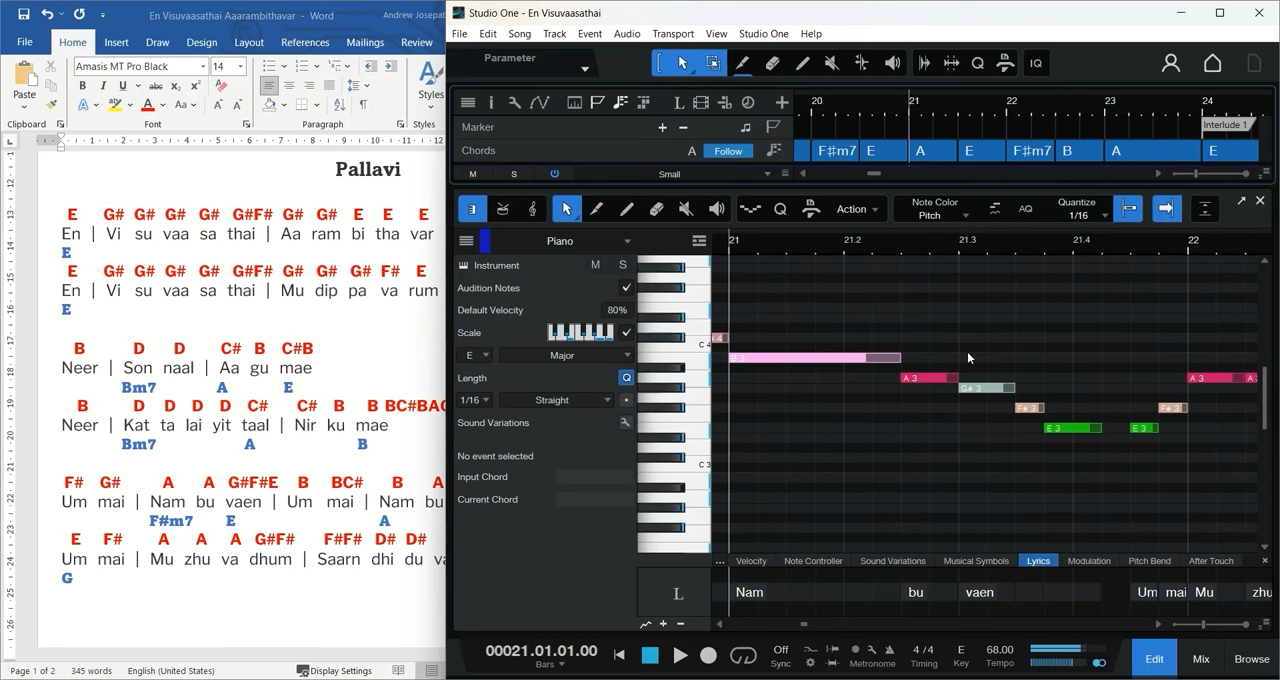 En Visuvaasathai Aaarambithavar - Word
Andrew Josepat
File Home Insert Draw Design Layout References Mailings Review
Paste
Amasis MT Pro Black 14
Styles
Clipboard Font Paragraph Styles
Pallavi
E G# G# G# G# G#F# G# G# E E E
En | Vi su vaa sa thai | Aa ram bi tha var
E
E G# G# G# G# G#F G# G# G# F# E
En | Vi su vaa sa thai | Mu dip pa va rum
E
B D D C# B C#B
Neer | Son naal | Aa gu mae
Bm7 A E
B D D D D C# C# B B BC#BAG
Neer | Kat ta lai yit taal | Nir ku mae
Bm7 A B
F# G# A A G#F#E B BC# B A
Um mai | Nam bu vaen | Um mai | Nam bu
F#m7 E A
E F# A A A G#F# F#F# D# D#
Um mai | Mu zhu va dhum | Saarn dhi du va
G
Page 1 of 2 345 words English (United States) Display Settings
Studio One - En Visuvaasathai
File Edit Song Track Event Audio Transport View Studio One Help
Parameter
IQ
20 21 22 23 24
Marker
Interlude 1
Chords A Follow
F#m7 E A E F#m7 B A E
M S Small
Action
Note Color
Pitch
AQ
Quantize
1/16
Piano
21 21.2 21.3 21.4 22
Instrument M S
Audition Notes
Default Velocity 80%
Scale
E Major
Length
1/16 Straight
Sound Variations
No event selected
Input Chord
Current Chord
C 4
C 3
4
B 3
A 3
G# 3
F# 3
E 3
E 3
F# 3
A 3
A
Velocity Note Controller Sound Variations Musical Symbols Lyrics Modulation Pitch Bend After Touch
L
Nam bu vaen Um mai Mu zhu
00021.01.01.00
Bars
Off
Sync
Metronome
4 / 4
Timing
E
Key
68.00
Tempo
Edit Mix Browse